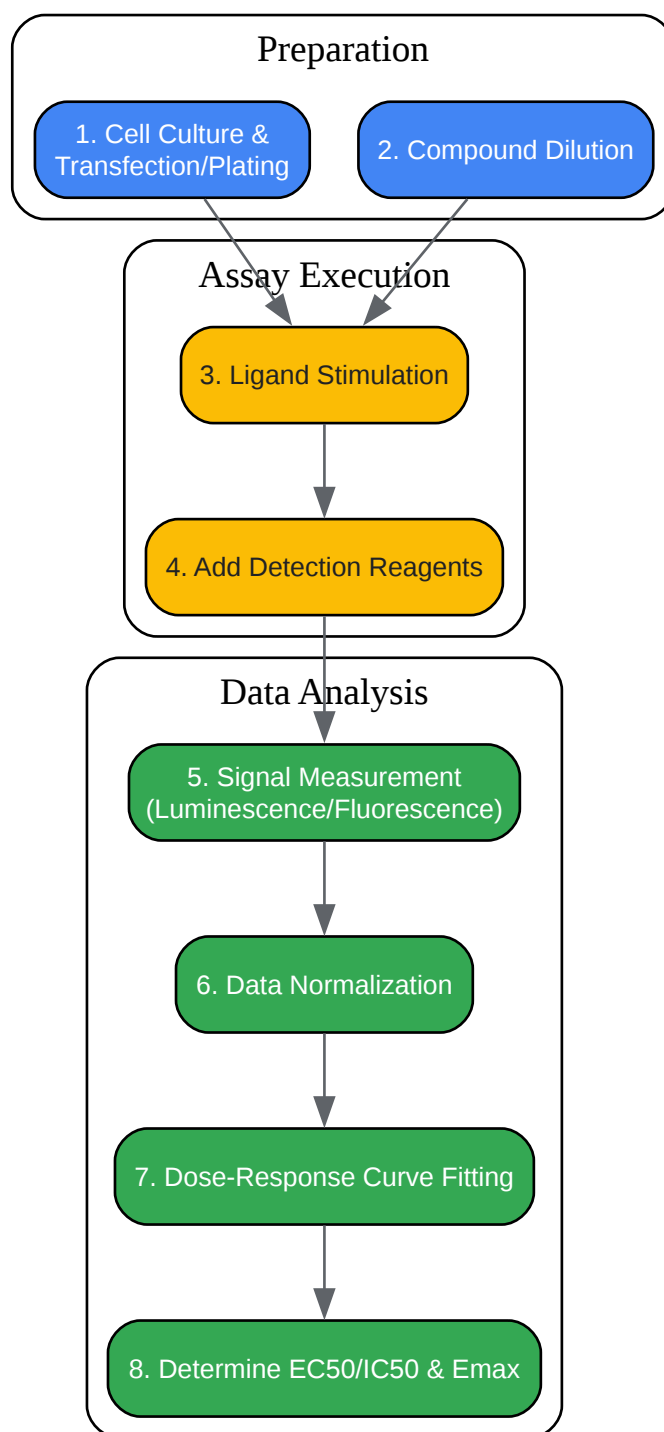 Preparation
1. Cell Culture &
Transfection/Plating
2. Compound Dilution
Assay Execution
3. Ligand Stimulation
4. Add Detection Reagents
Data Analysis
5. Signal Measurement
(Luminescence/Fluorescence)
6. Data Normalization
7. Dose-Response Curve Fitting
8. Determine EC50/IC50 & Emax